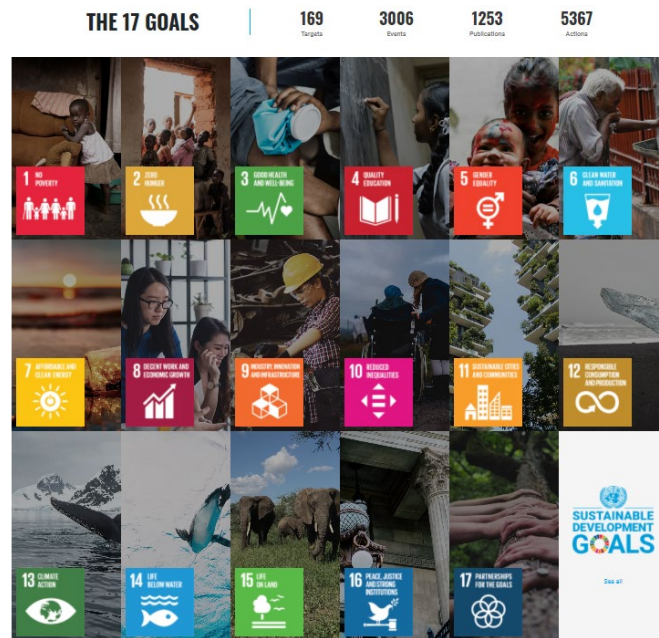 THE 17 GOALS
169
Targets
3006
Events
1253
Publications
5367
Actions
1 NO
POVERTY
2 ZERO
HUNGER
3 GOOD HEALTH
AND WELL-BEING
4 QUALITY
EDUCATION
5 GENDER
EQUALITY
6 CLEAN WATER
AND SANITATION
7 AFFORDABLE AND
CLEAN ENERGY
8 DECENT WORK AND
ECONOMIC GROWTH
9 INDUSTRY, INNOVATION
AND INFRASTRUCTURE
10 REDUCED
INEQUALITIES
11 SUSTAINABLE CITIES
AND COMMUNITIES
12 RESPONSIBLE
CONSUMPTION
AND PRODUCTION
13 CLIMATE
ACTION
14 LIFE
BELOW WATER
15 LIFE
ON LAND
16 PEACE, JUSTICE
AND STRONG
INSTITUTIONS
17 PARTNERSHIPS
FOR THE GOALS
SUSTAINABLE
DEVELOPMENT
GOALS
See all